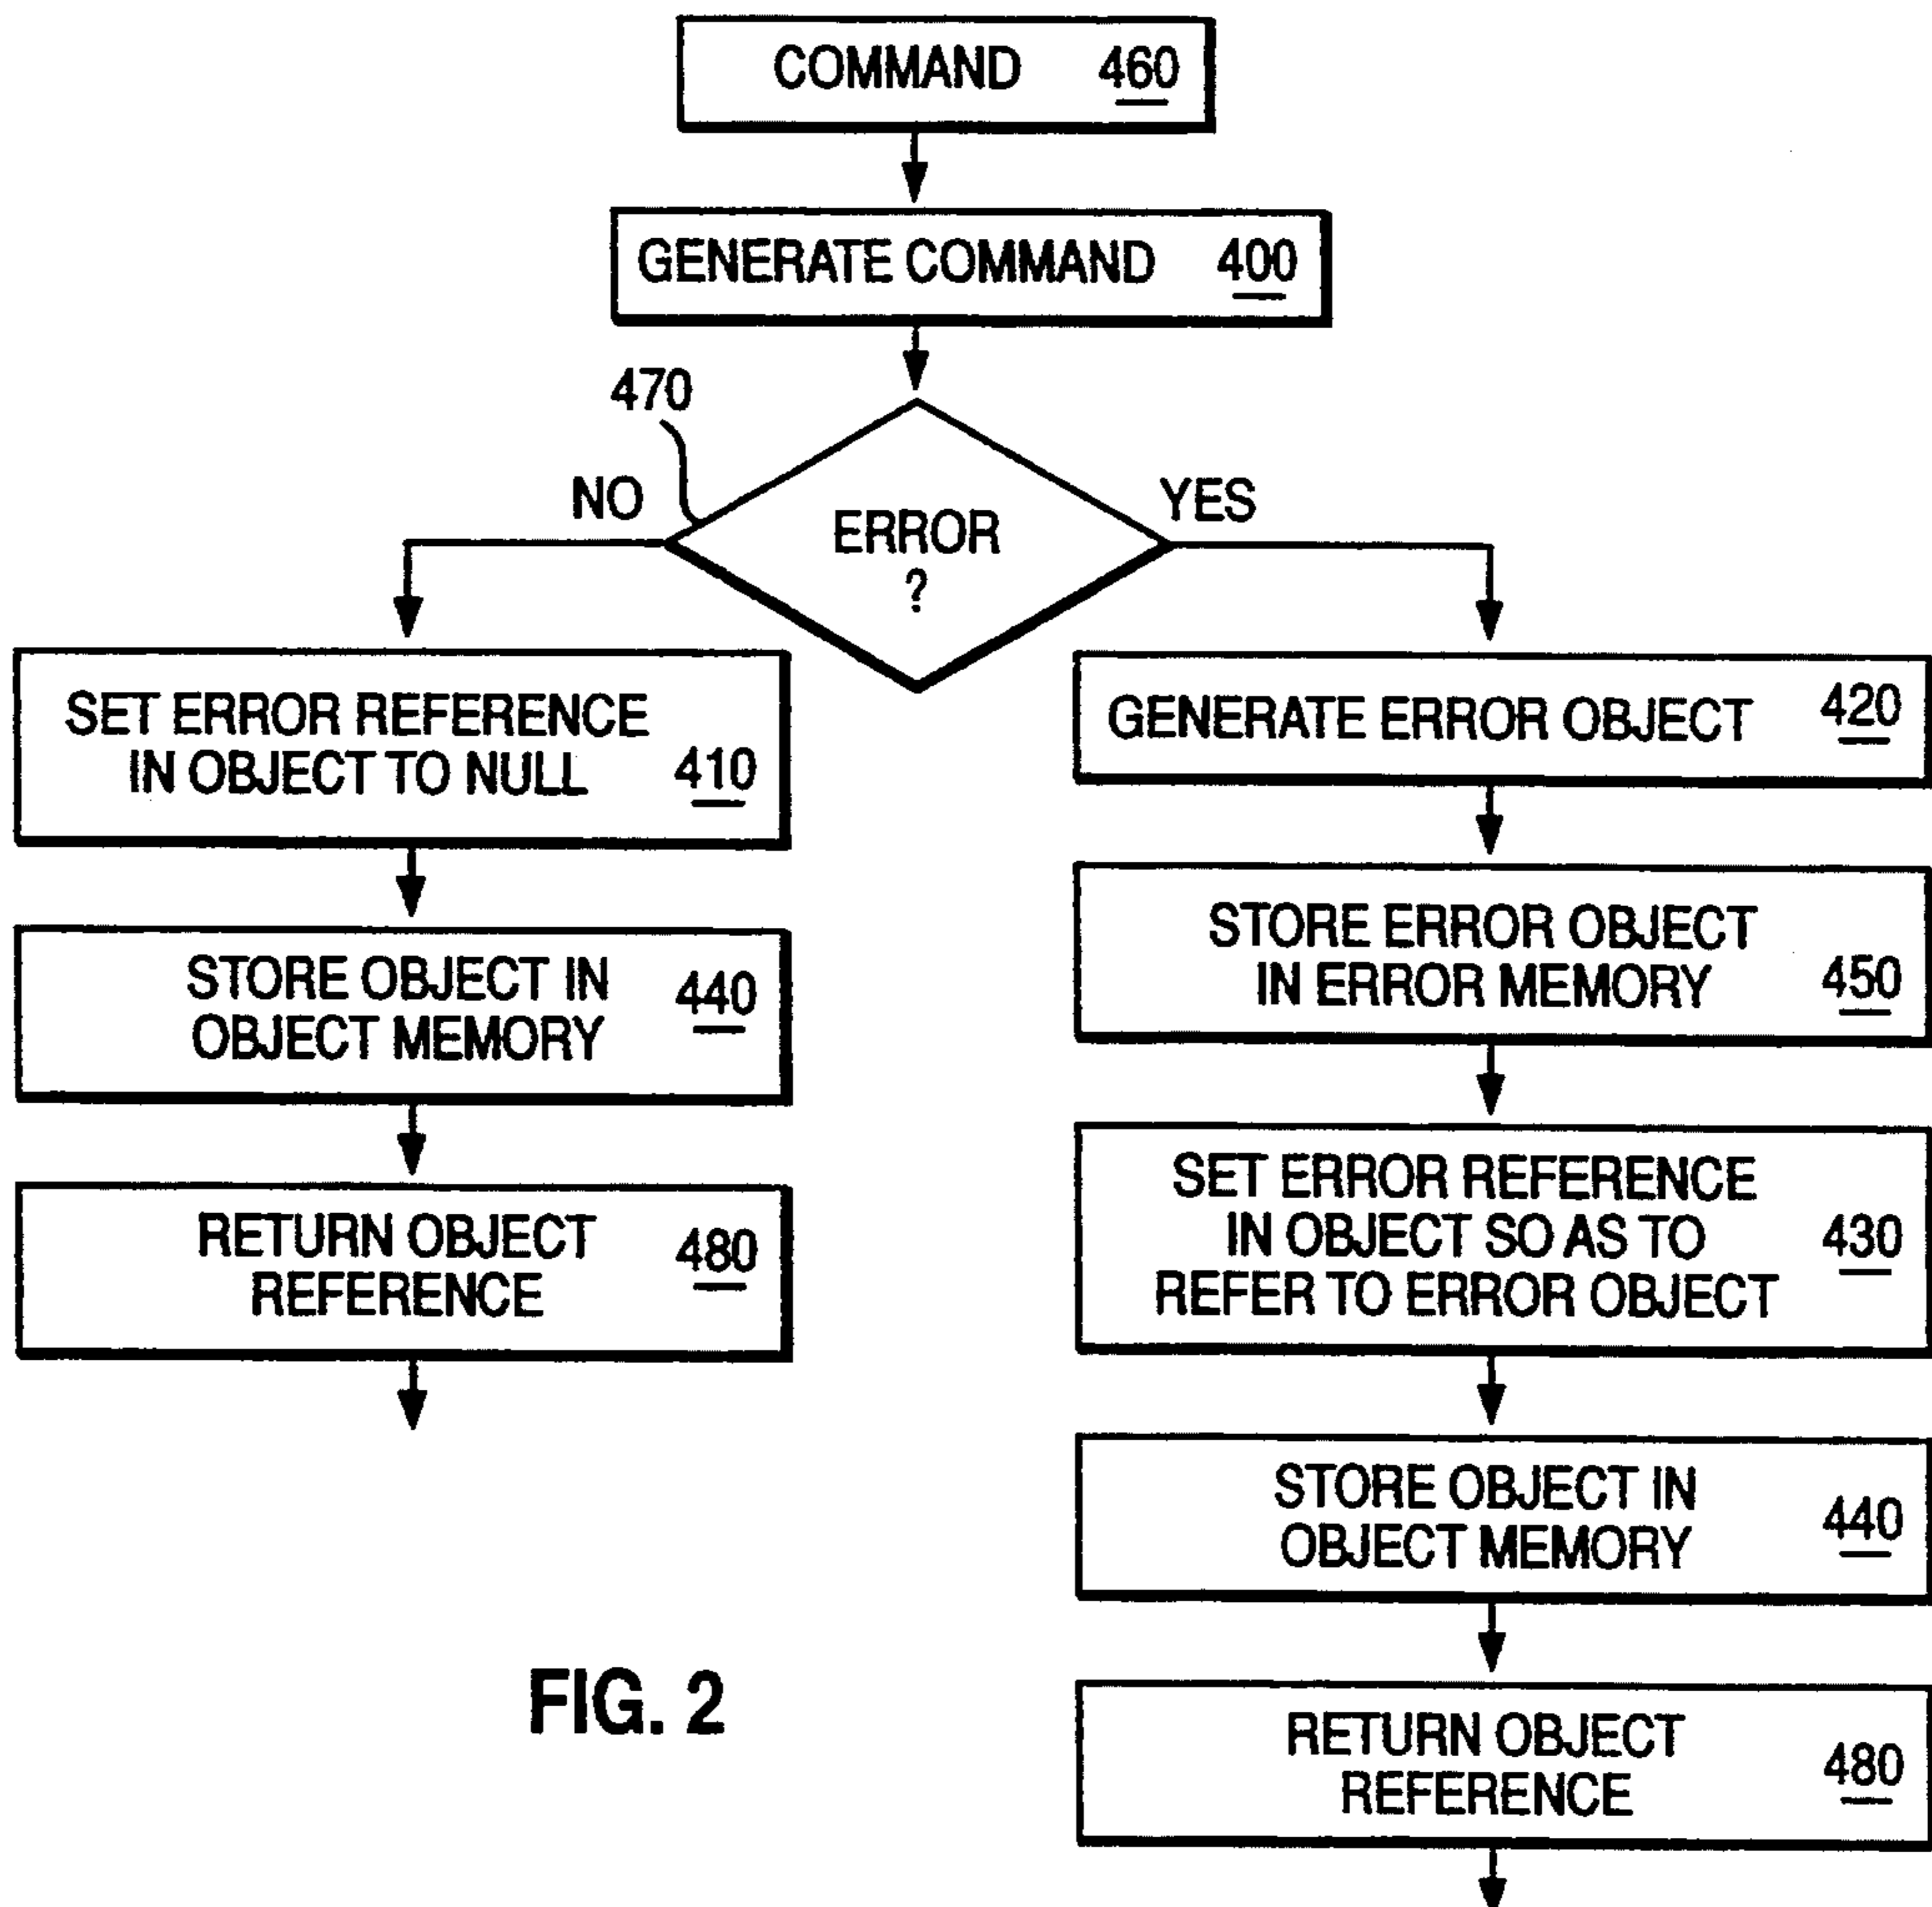 COMMAND 460
GENERATE COMMAND 400
470
NO
YES
ERROR
?
SET ERROR REFERENCE
IN OBJECT TO NULL 410
STORE OBJECT IN
OBJECT MEMORY 440
RETURN OBJECT
REFERENCE 480
GENERATE ERROR OBJECT 420
STORE ERROR OBJECT
IN ERROR MEMORY 450
SET ERROR REFERENCE
IN OBJECT SO AS TO 430
REFER TO ERROR OBJECT
STORE OBJECT IN
OBJECT MEMORY 440
RETURN OBJECT
REFERENCE 480
FIG. 2